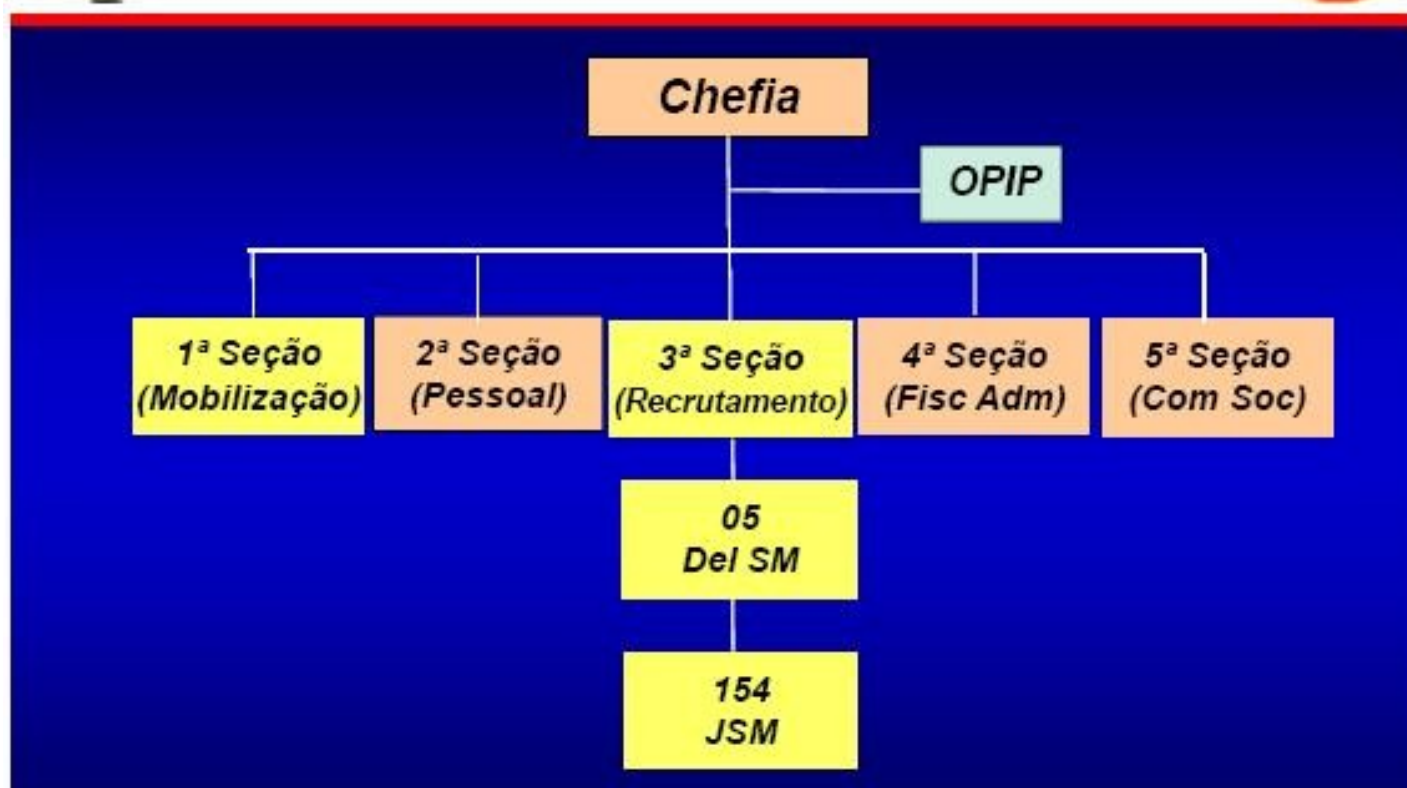 Chefia
OPIP
1ª Seção
(Mobilização)
2ª Seção
(Pessoal)
3ª Seção
(Recrutamento)
4ª Seção
(Fisc Adm)
5ª Seção
(Com Soc)
05
Del SM
154
JSM